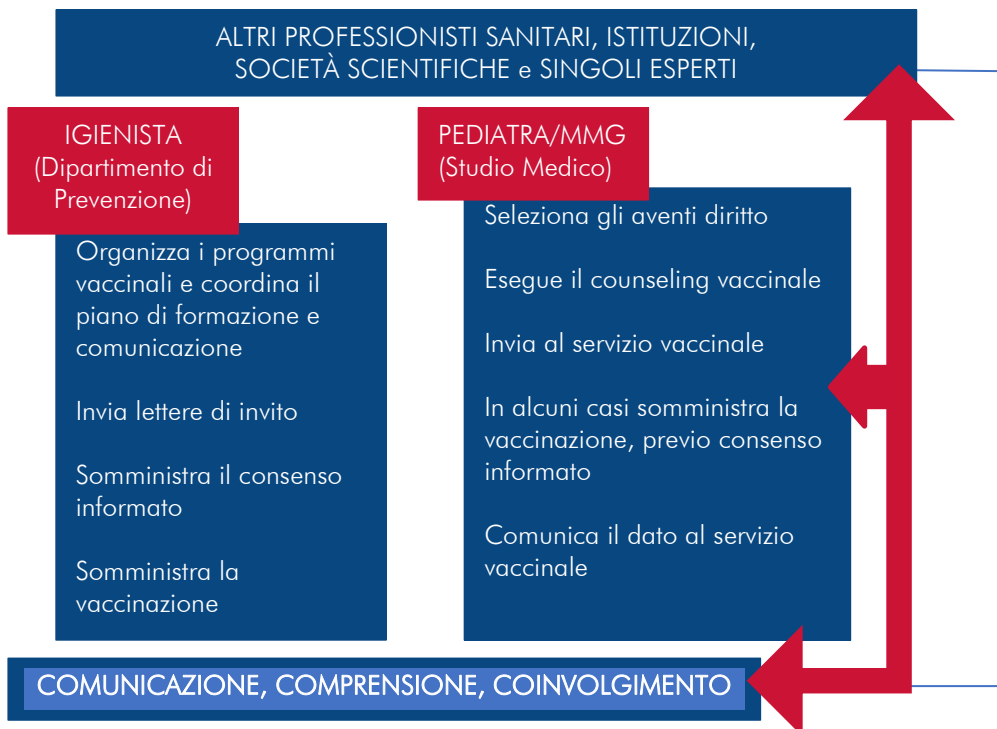 ALTRI PROFESSIONISTI SANITARI, ISTITUZIONI,
SOCIETÀ SCIENTIFICHE e SINGOLI ESPERTI
IGIENISTA
(Dipartimento di
Prevenzione)
Organizza i programmi
vaccinali e coordina il
piano di formazione e
comunicazione
Invia lettere di invito
Somministra il consenso
informato
Somministra la
vaccinazione
PEDIATRA/MMG
(Studio Medico)
Seleziona gli aventi diritto
Esegue il counseling vaccinale
Invia al servizio vaccinale
In alcuni casi somministra la
vaccinazione, previo consenso
informato
Comunica il dato al servizio
vaccinale
COMUNICAZIONE, COMPRENSIONE, COINVOLGIMENTO